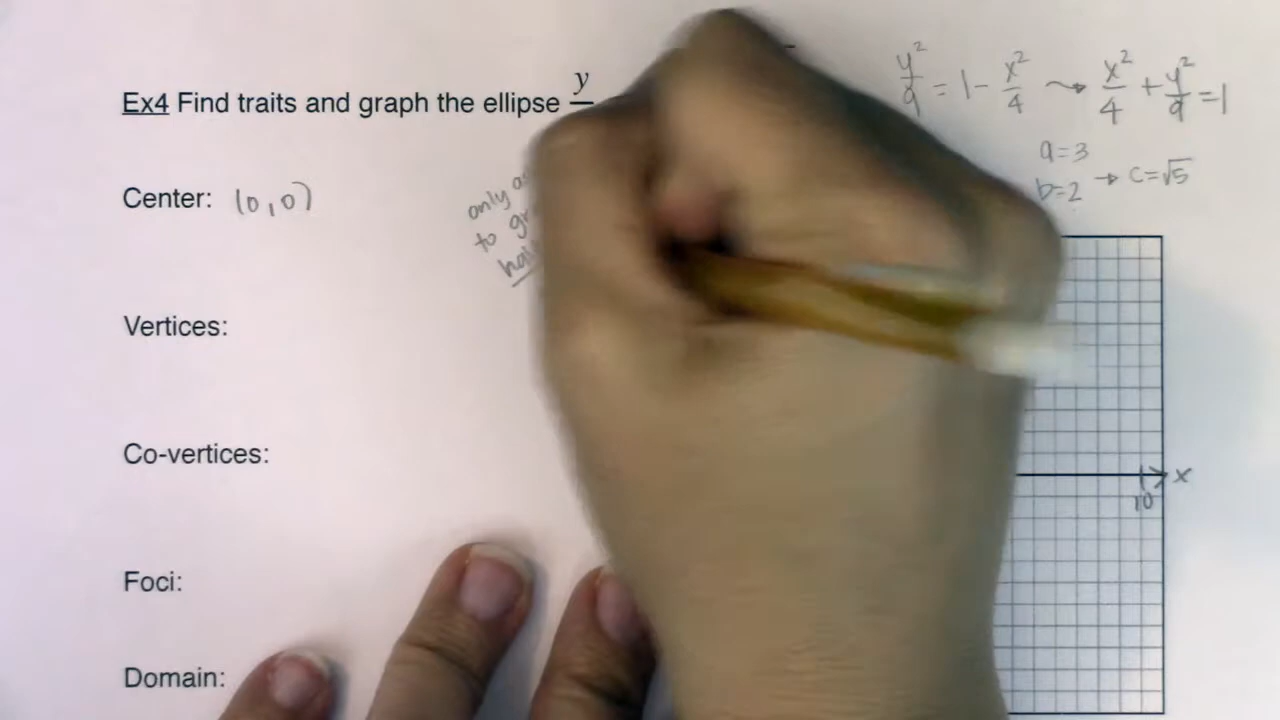 Ex4 Find traits and graph the ellipse y
y²/9 = 1 - x²/4 → x²/4 + y²/9 = 1
a=3
b=2 → c=√5
Center: (0,0)
only
to
Vertices:
Co-vertices:
x
10
Foci:
Domain: